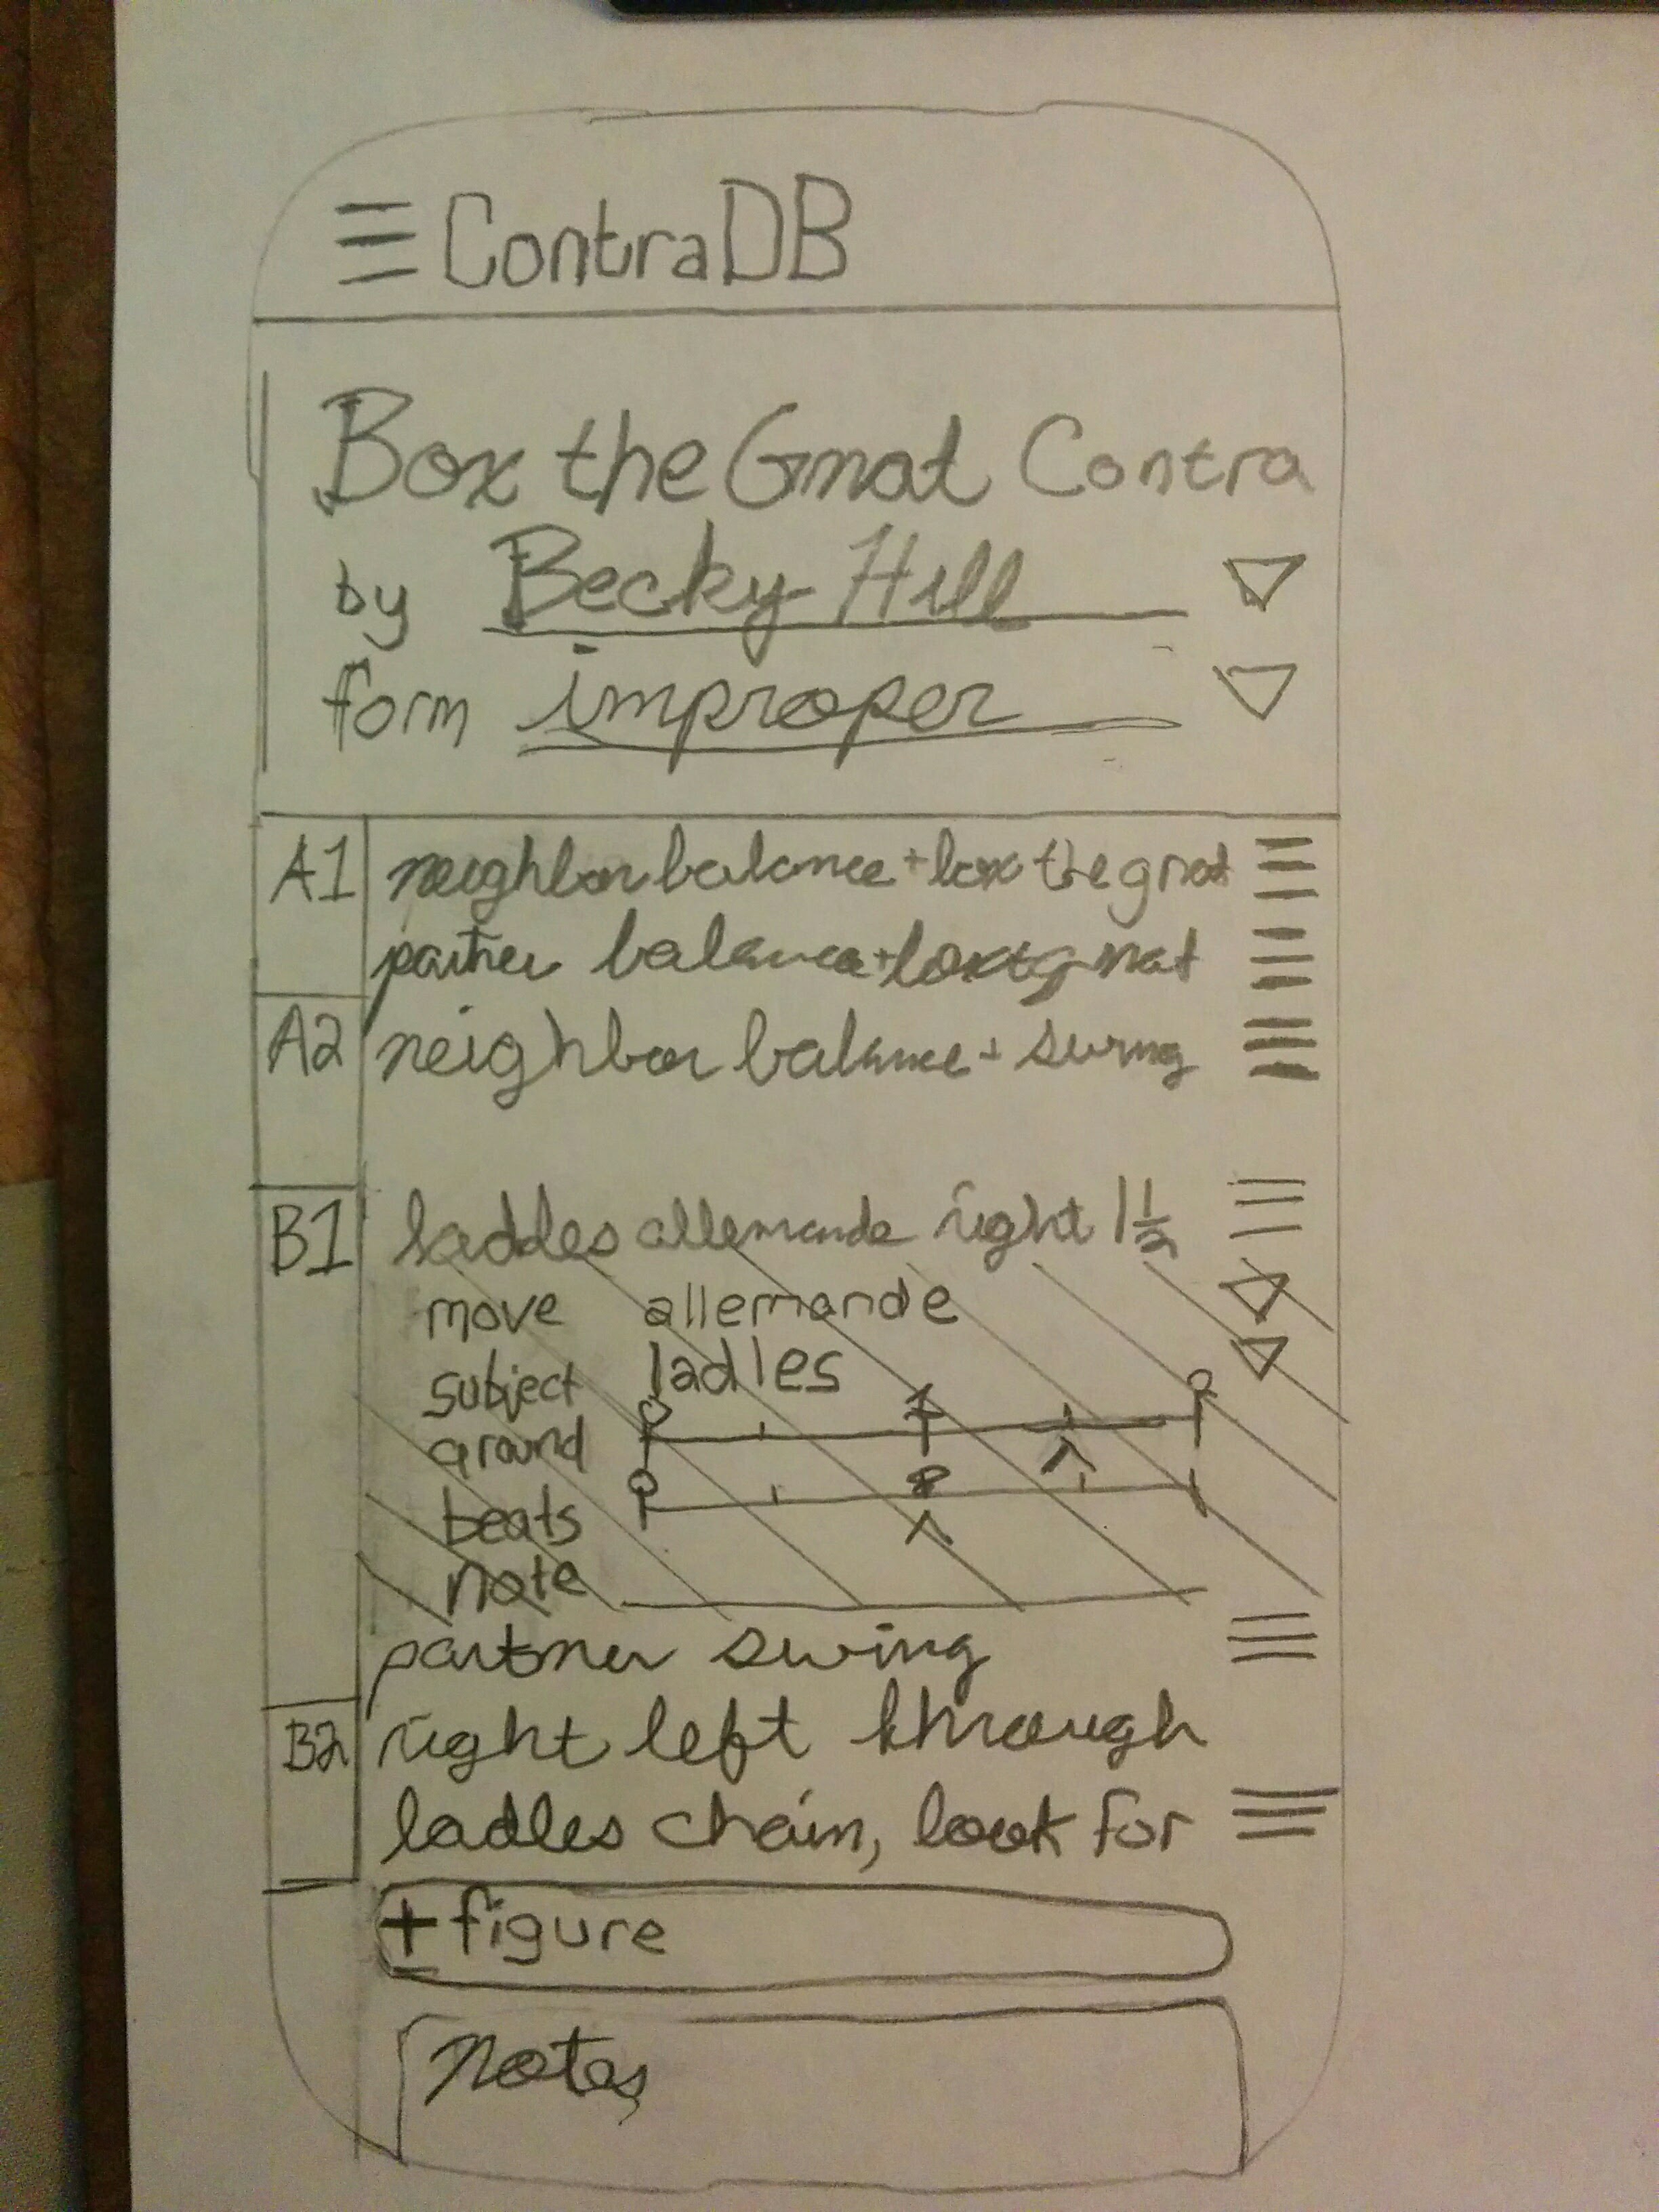 ContraDB
Box the Gnat Contra
by Becky Hill
form improper
A1 neighbor balance + box the gnat
partner balance + box the gnat
A2 neighbor balance + swing
B1 laddles allemande right 1 1/2
move allemande
subject ladles
around
beats
note
partner swing
B2 right left through
ladles chain, look for
+ figure
Notes